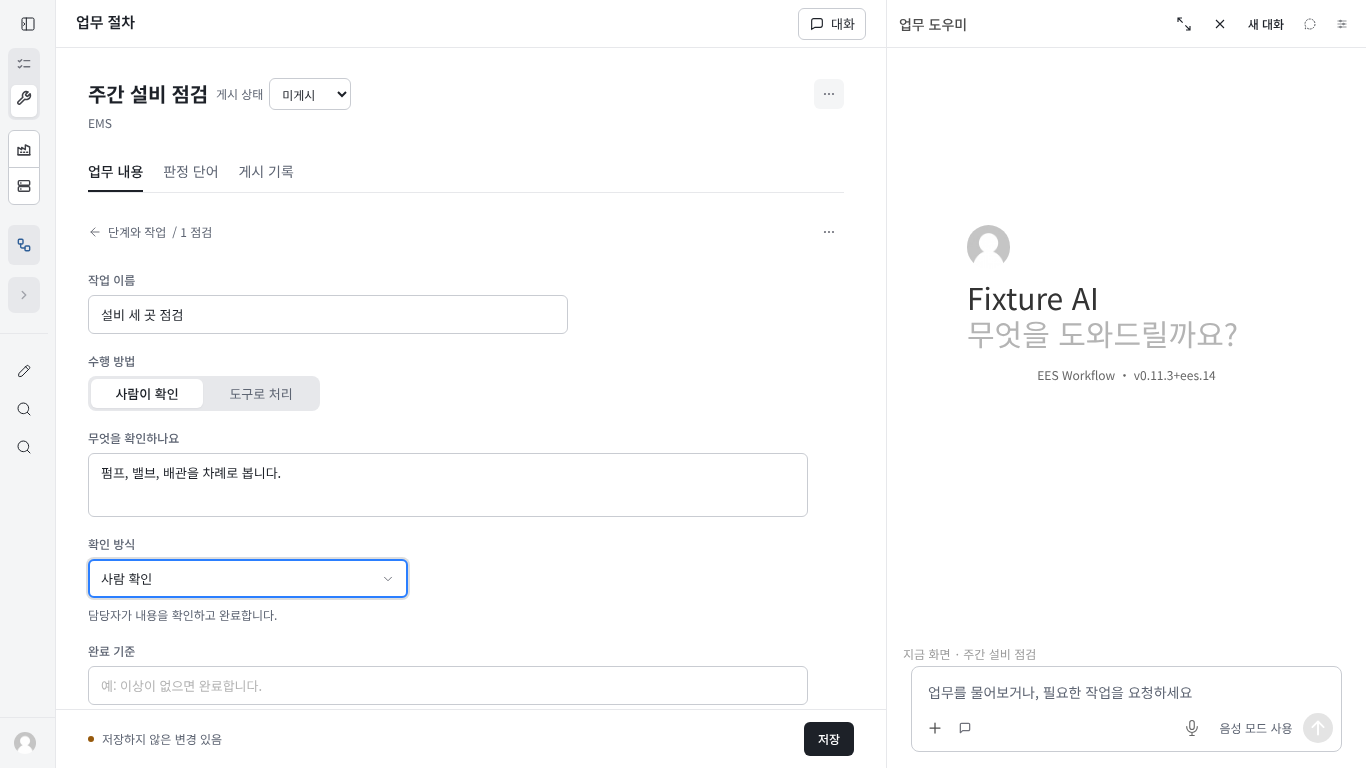 업무 절차
대화
업무 도우미
새 대화
주간 설비 점검
게시 상태
미게시
EMS
업무 내용
판정 단어
게시 기록
단계와 작업 / 1 점검
작업 이름
설비 세 곳 점검
수행 방법
사람이 확인
도구로 처리
무엇을 확인하나요
펌프, 밸브, 배관을 차례로 봅니다.
확인 방식
사람 확인
담당자가 내용을 확인하고 완료합니다.
완료 기준
예: 이상이 없으면 완료합니다.
저장하지 않은 변경 있음
저장
Fixture AI
무엇을 도와드릴까요?
EES Workflow • v0.11.3+ees.14
지금 화면 · 주간 설비 점검
업무를 물어보거나, 필요한 작업을 요청하세요
음성 모드 사용